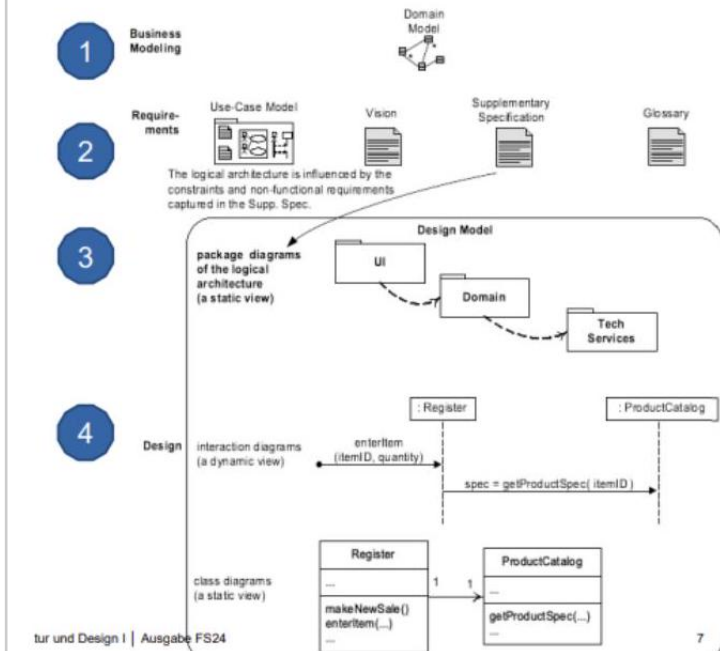 1
Business
Modeling
Domain
Model
*
*
2
Require-
ments
Use-Case Model
Vision
Supplementary
Specification
Glossary
The logical architecture is influenced by the
constraints and non-functional requirements
captured in the Supp. Spec.
3
Design Model
package diagrams
of the logical
architecture
(a static view)
UI
Domain
Tech
Services
4
Design
interaction diagrams
(a dynamic view)
: Register
: ProductCatalog
enterItem
(itemID, quantity)
spec = getProductSpec( itemID )
class diagrams
(a static view)
Register
...
makeNewSale()
enterItem(...)
...
1
1
ProductCatalog
...
getProductSpec(...)
...
tur und Design I | Ausgabe FS24
7